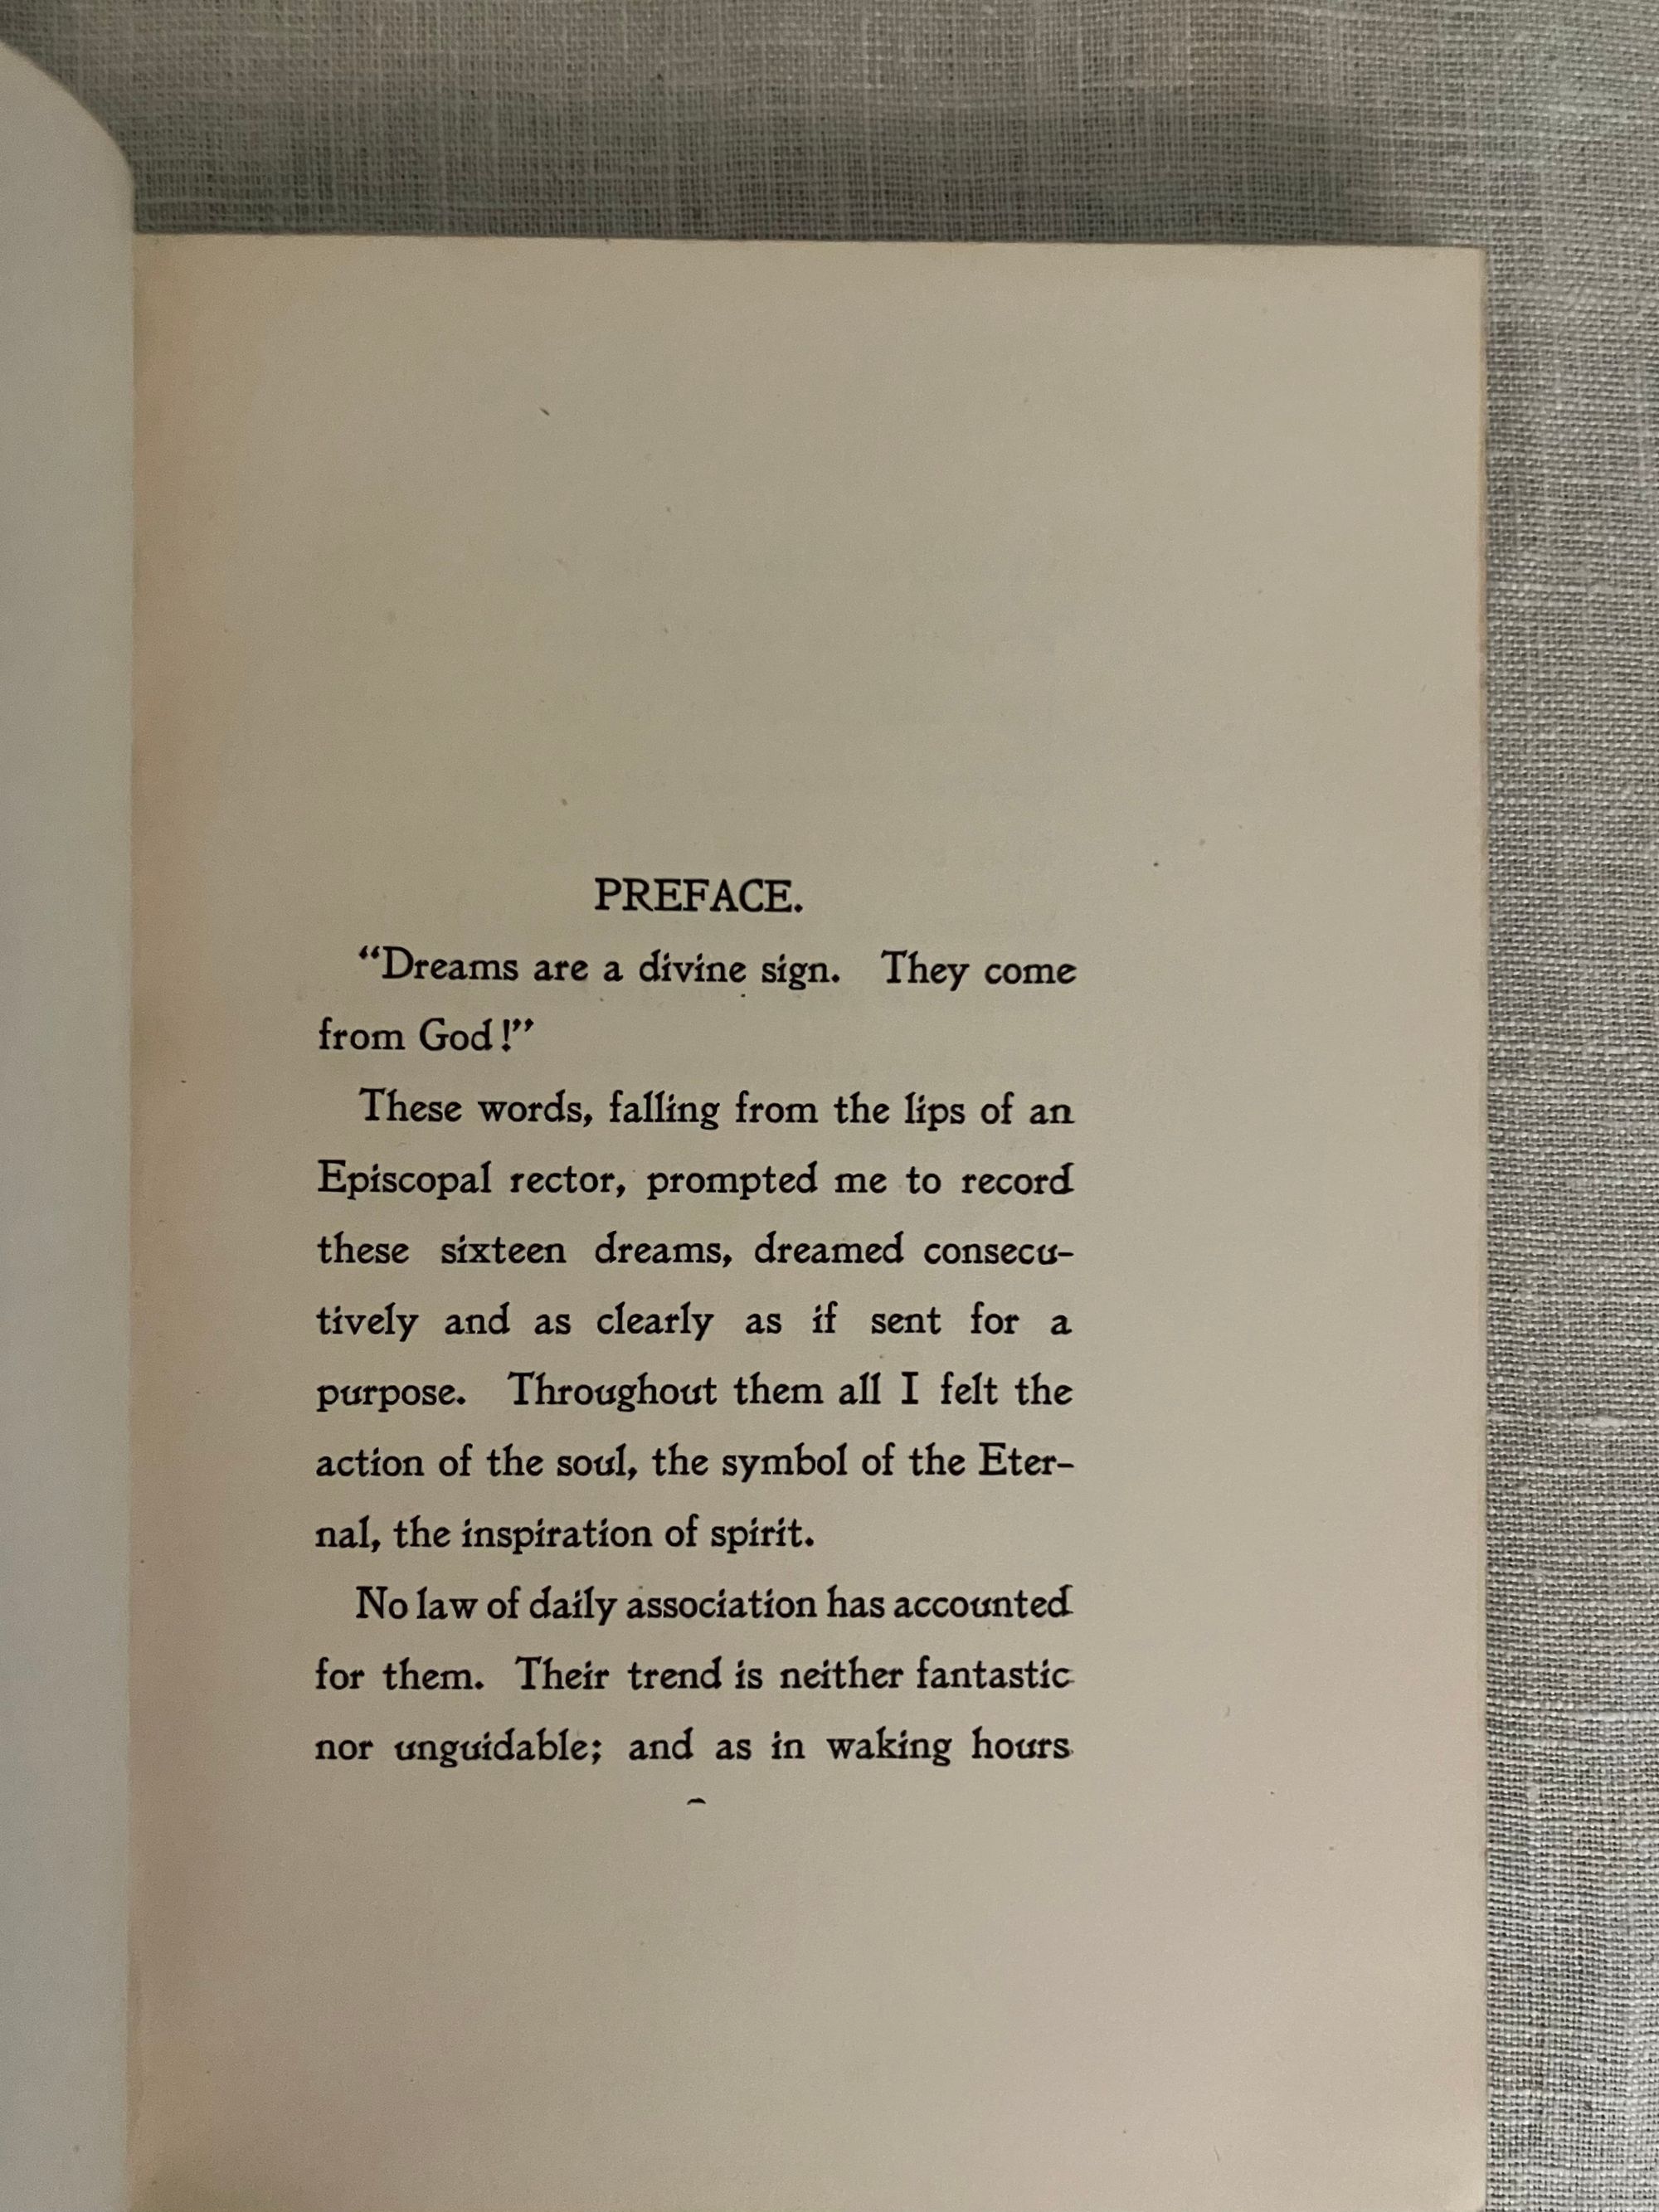 PREFACE.
“Dreams are a divine sign. They come
from God!”
These words, falling from the lips of an
Episcopal rector, prompted me to record
these sixteen dreams, dreamed consecu-
tively and as clearly as if sent for a
purpose. Throughout them all I felt the
action of the soul, the symbol of the Eter-
nal, the inspiration of spirit.
No law of daily association has accounted
for them. Their trend is neither fantastic
nor unguidable; and as in waking hours